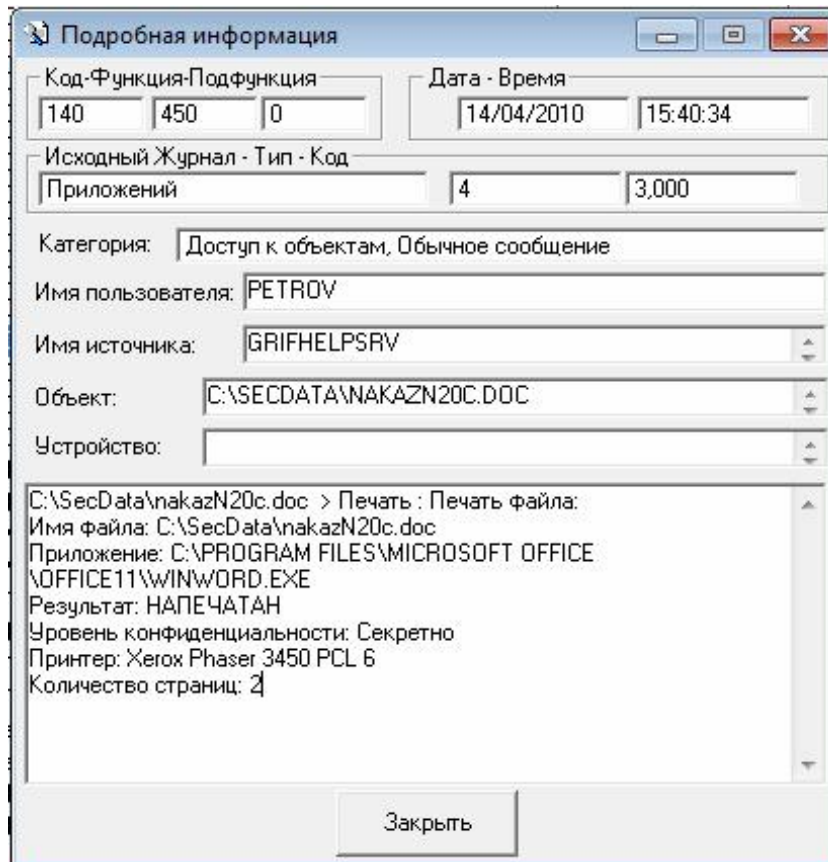 Подробная информация
Код-Функция-Подфункция
Дата - Время
140 450 0 14/04/2010 15:40:34
Исходный Журнал - Тип - Код
Приложений 4 3,000
Категория: Доступ к объектам, Обычное сообщение
Имя пользователя: PETROV
Имя источника: GRIFHELPSRV
Объект: C:\SECDATA\NAKAZN20C.DOC
Устройство:
C:\SecData\nakazN20c.doc > Печать : Печать файла:
Имя файла: C:\SecData\nakazN20c.doc
Приложение: C:\PROGRAM FILES\MICROSOFT OFFICE
\OFFICE11\WINWORD.EXE
Результат: НАПЕЧАТАН
Уровень конфиденциальности: Секретно
Принтер: Xerox Phaser 3450 PCL 6
Количество страниц: 2
Закрыть